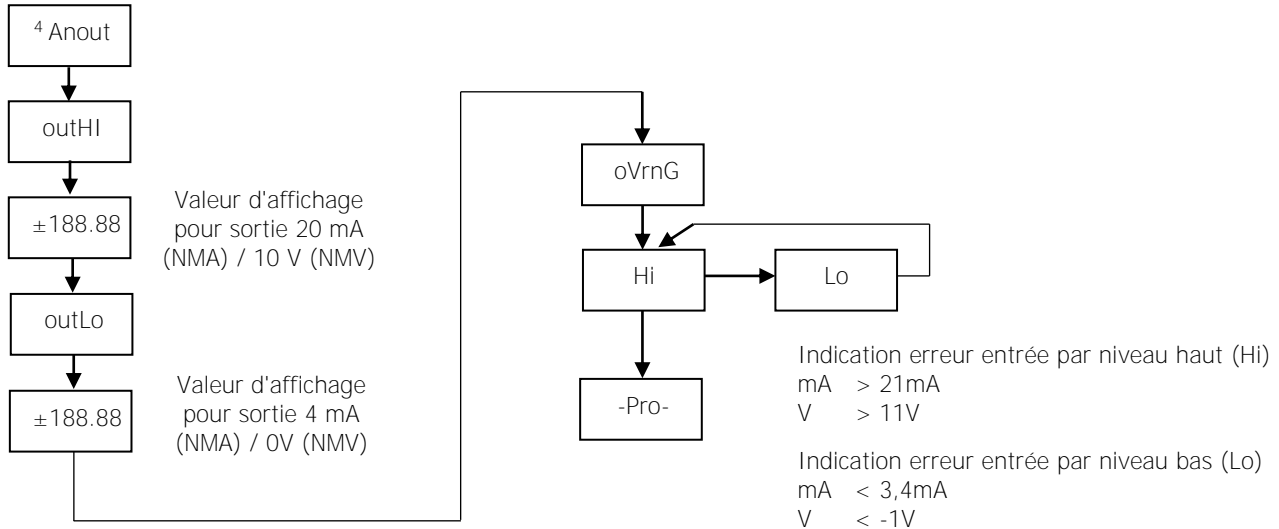 4 Anout
outHI
±188.88
Valeur d'affichage
pour sortie 20 mA
(NMA) / 10 V (NMV)
outLo
±188.88
Valeur d'affichage
pour sortie 4 mA
(NMA) / 0V (NMV)
oVrnG
Hi
Lo
-Pro-
Indication erreur entrée par niveau haut (Hi)
mA > 21mA
V > 11V
Indication erreur entrée par niveau bas (Lo)
mA < 3,4mA
V < -1V